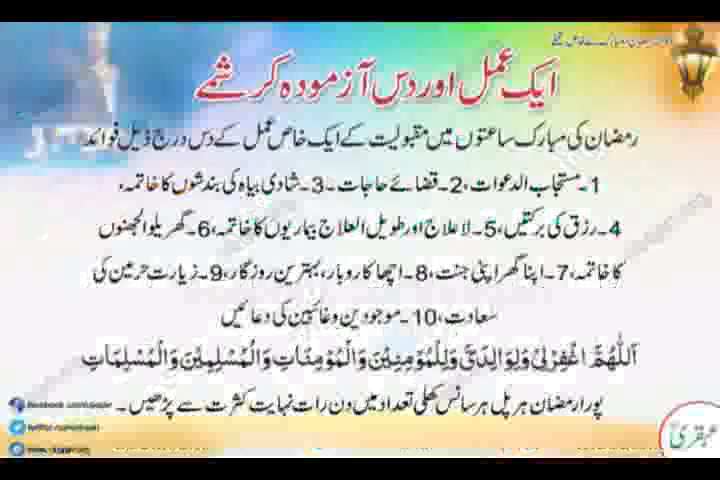 ایک عمل اور دس آزمودہ کرشمے
رمضان کی مبارک ساعتوں میں مقبولیت کے ایک خاص عمل کے دس درج ذیل فوائد
1۔مستجاب الدعوات، 2۔قضائے حاجات۔3۔شادی بیاہ کی بندشوں کا خاتمہ،
4۔رزق کی برکتیں، 5۔لاعلاج اور طویل العلاج بیماریوں کا خاتمہ، 6۔گھریلو الجھنوں
کا خاتمہ، 7۔اپنا گھر اپنی جنت، 8۔اچھا کاروبار، بہترین روزگار، 9۔زیارت حرمین کی
سعادت، 10۔موجودین و غائبین کی دعائیں
اَللّٰهُمَّ اغْفِرْلِیْ وَلِوَالِدَیَّ وَلِلْمُؤمِنِیْنَ وَالْمُؤمِنَاتِ وَالْمُسْلِمِیْنَ وَالْمُسْلِمَاتِ
پورا رمضان ہر پل ہر سانس کھلی تعداد میں دن رات نہایت کثرت سے پڑھیں۔
عبقری